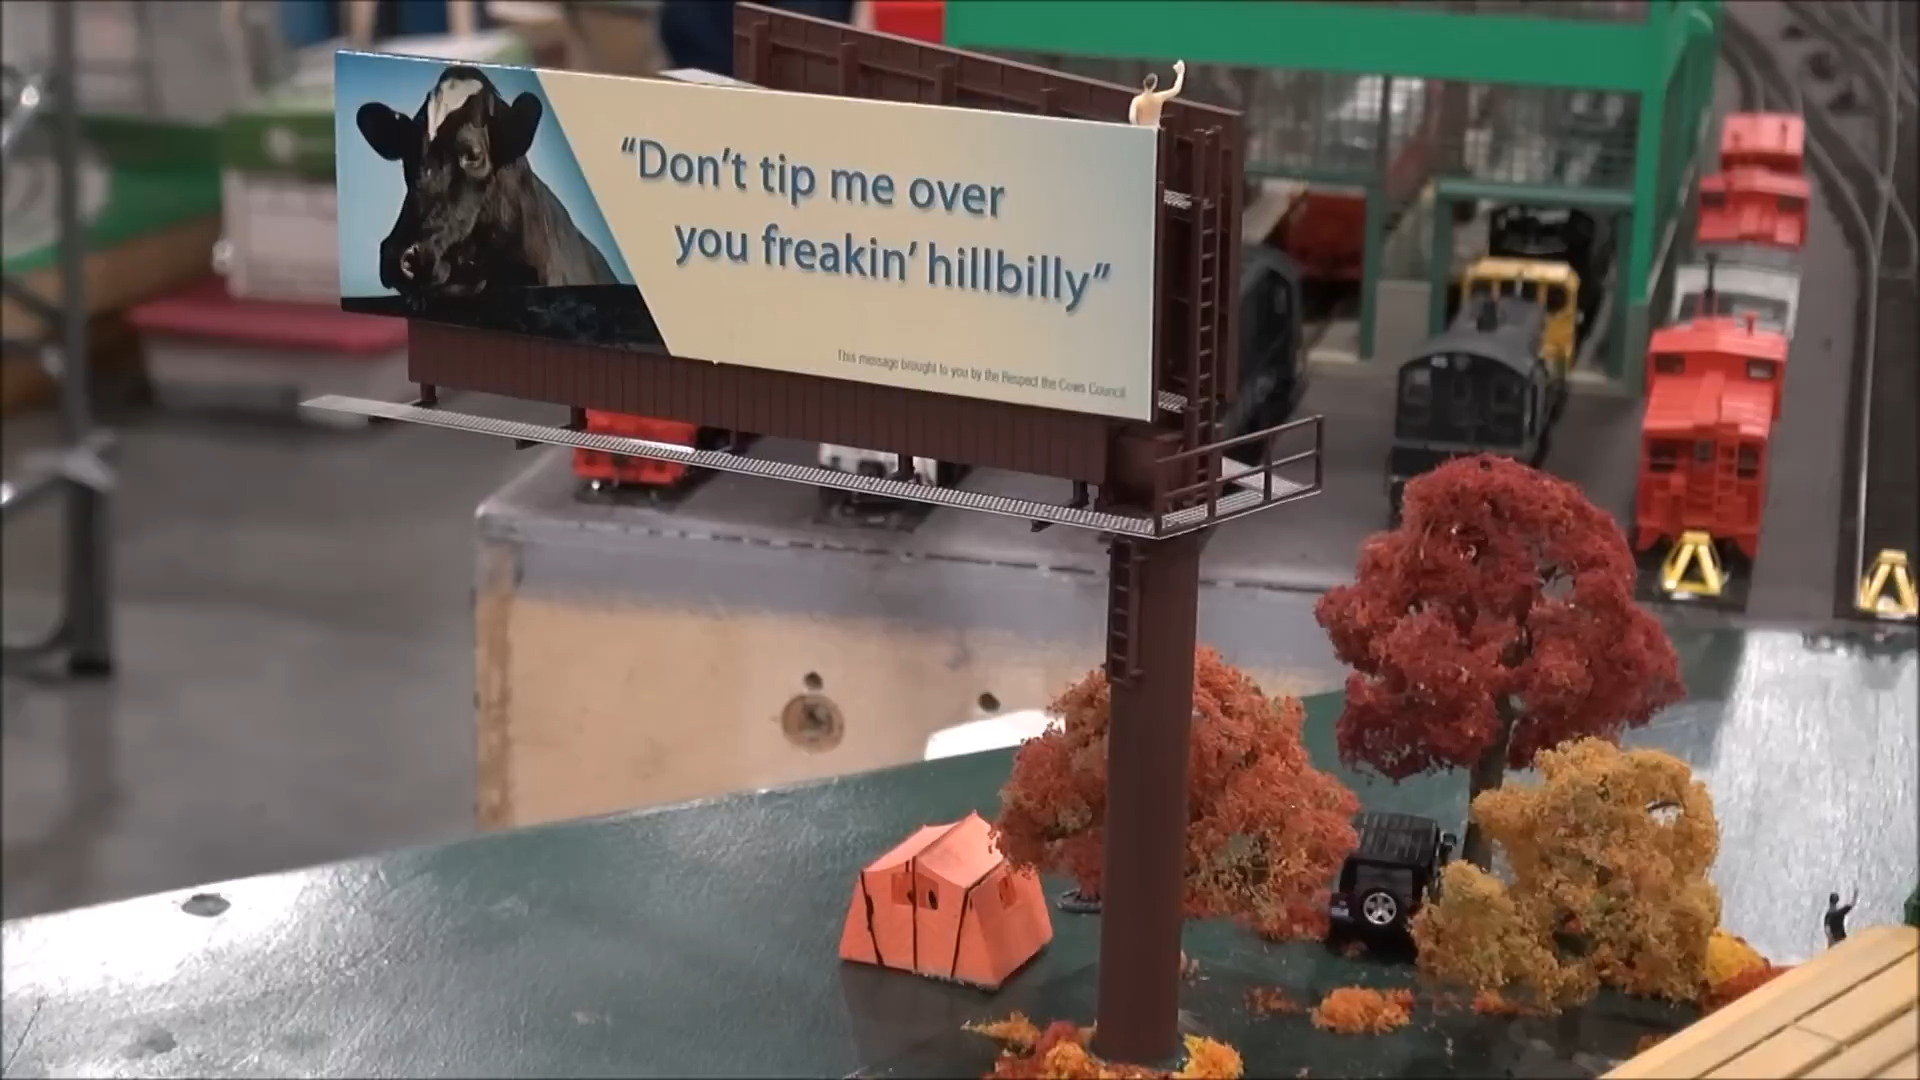 “Don’t tip me over
you freakin’ hillbilly”
This message brought to you by the Respect the Cows Council